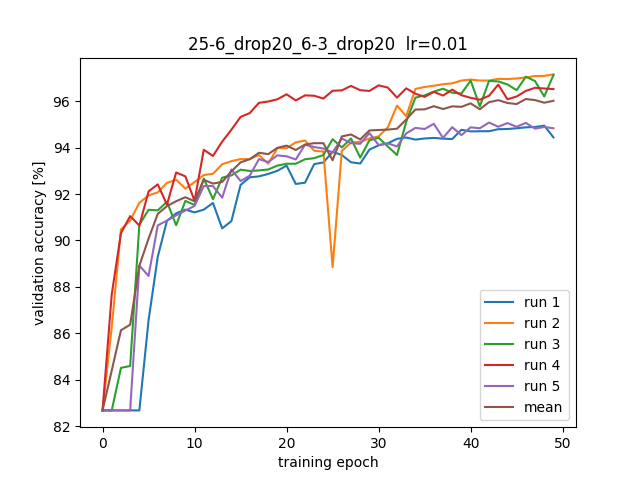 25-6_drop20_6-3_drop20  lr=0.01
validation accuracy [%]
96
94
92
90
88
86
84
82
0 10 20 30 40 50
training epoch
run 1
run 2
run 3
run 4
run 5
mean